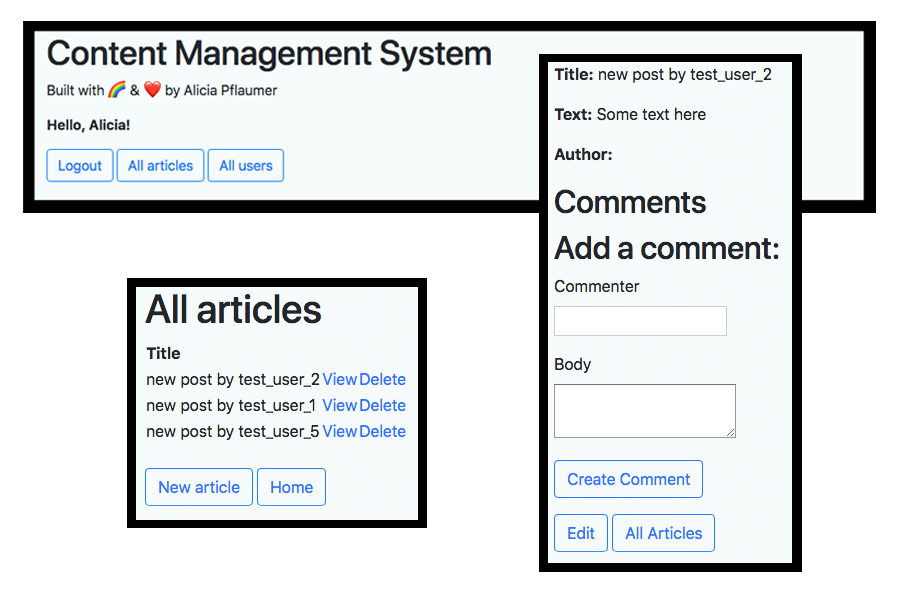 Content Management System
Built with 🌈 & ❤️ by Alicia Pflaumer
Hello, Alicia!
Logout All articles All users
All articles
Title
new post by test_user_2 View Delete
new post by test_user_1 View Delete
new post by test_user_5 View Delete
New article Home
Title: new post by test_user_2
Text: Some text here
Author:
Comments
Add a comment:
Commenter
Body
Create Comment
Edit All Articles